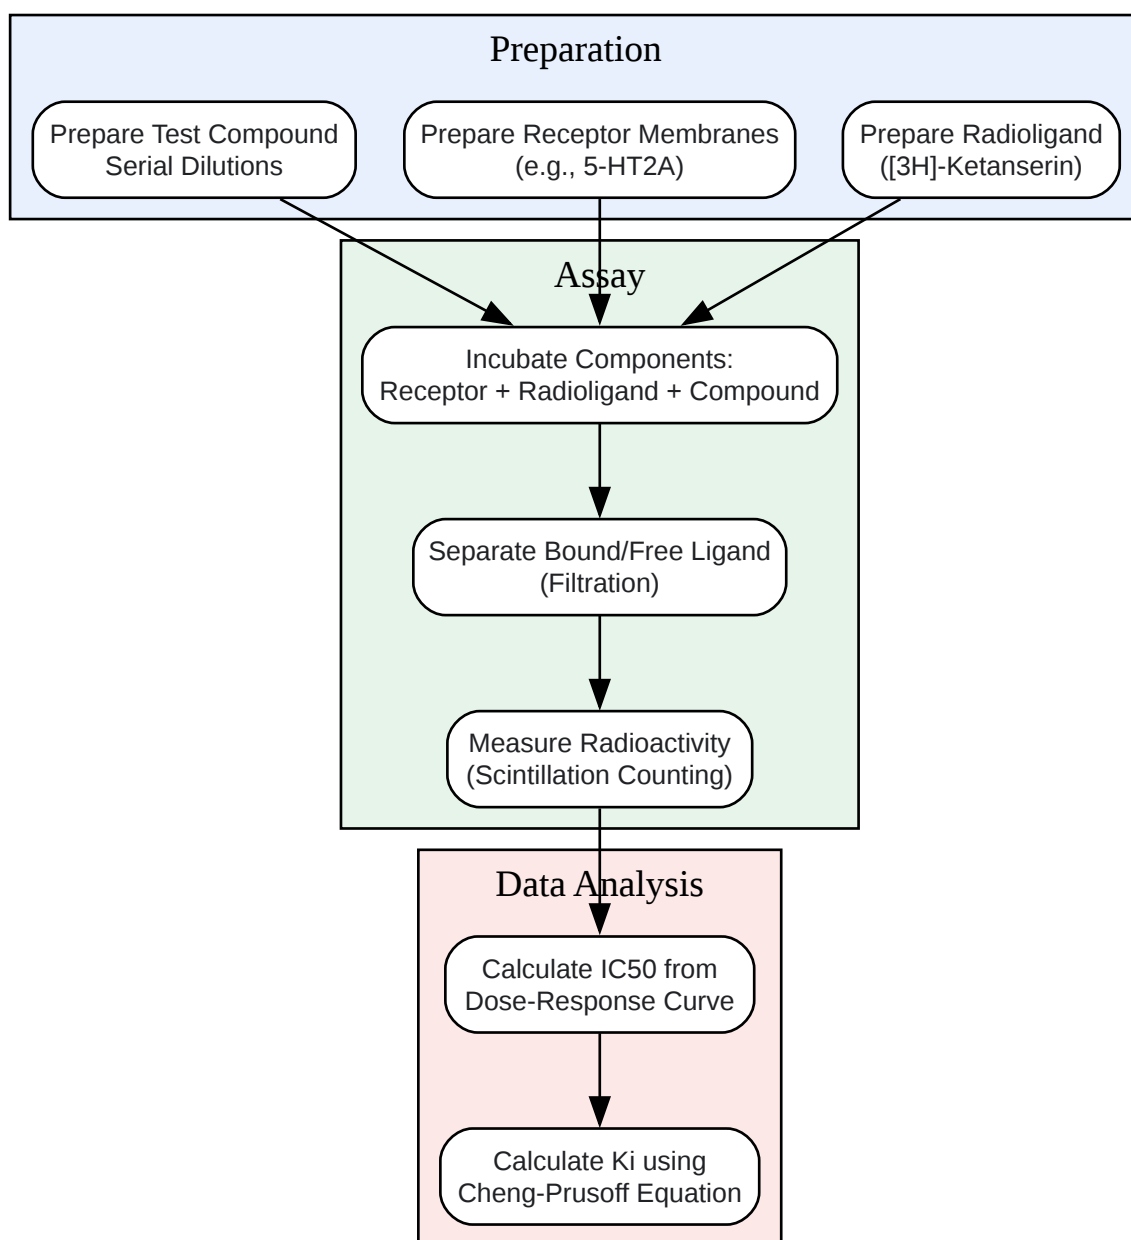 Preparation
Prepare Test Compound
Serial Dilutions
Prepare Receptor Membranes
(e.g., 5-HT2A)
Prepare Radioligand
([3H]-Ketanserin)
Assay
Incubate Components:
Receptor + Radioligand + Compound
Separate Bound/Free Ligand
(Filtration)
Measure Radioactivity
(Scintillation Counting)
Data Analysis
Calculate IC50 from
Dose-Response Curve
Calculate Ki using
Cheng-Prusoff Equation